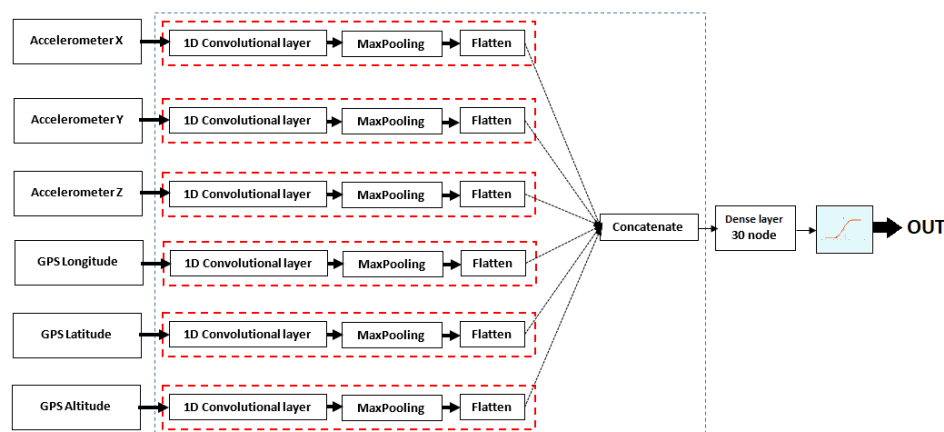 Accelerometer X
1D Convolutional layer
MaxPooling
Flatten
Accelerometer Y
1D Convolutional layer
MaxPooling
Flatten
Accelerometer Z
1D Convolutional layer
MaxPooling
Flatten
GPS Longitude
1D Convolutional layer
MaxPooling
Flatten
GPS Latitude
1D Convolutional layer
MaxPooling
Flatten
GPS Altitude
1D Convolutional layer
MaxPooling
Flatten
Concatenate
Dense layer
30 node
OUT